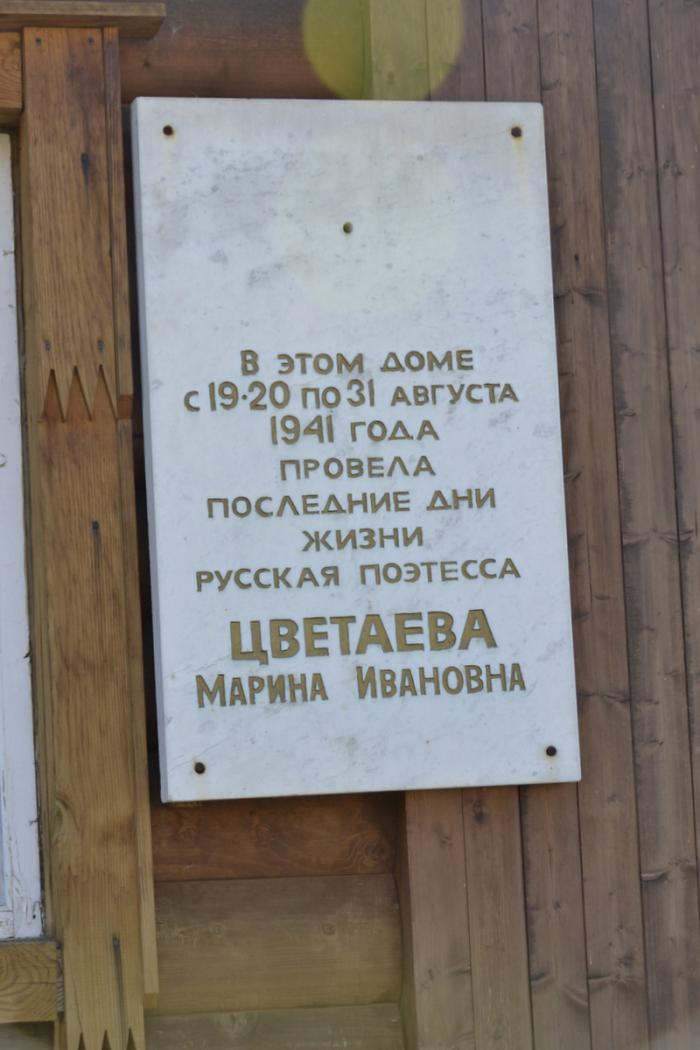 В ЭТОМ ДОМЕ
С 19·20 ПО 31 АВГУСТА
1941 ГОДА
ПРОВЕЛА
ПОСЛЕДНИЕ ДНИ
ЖИЗНИ
РУССКАЯ ПОЭТЕССА
ЦВЕТАЕВА
МАРИНА ИВАНОВНА